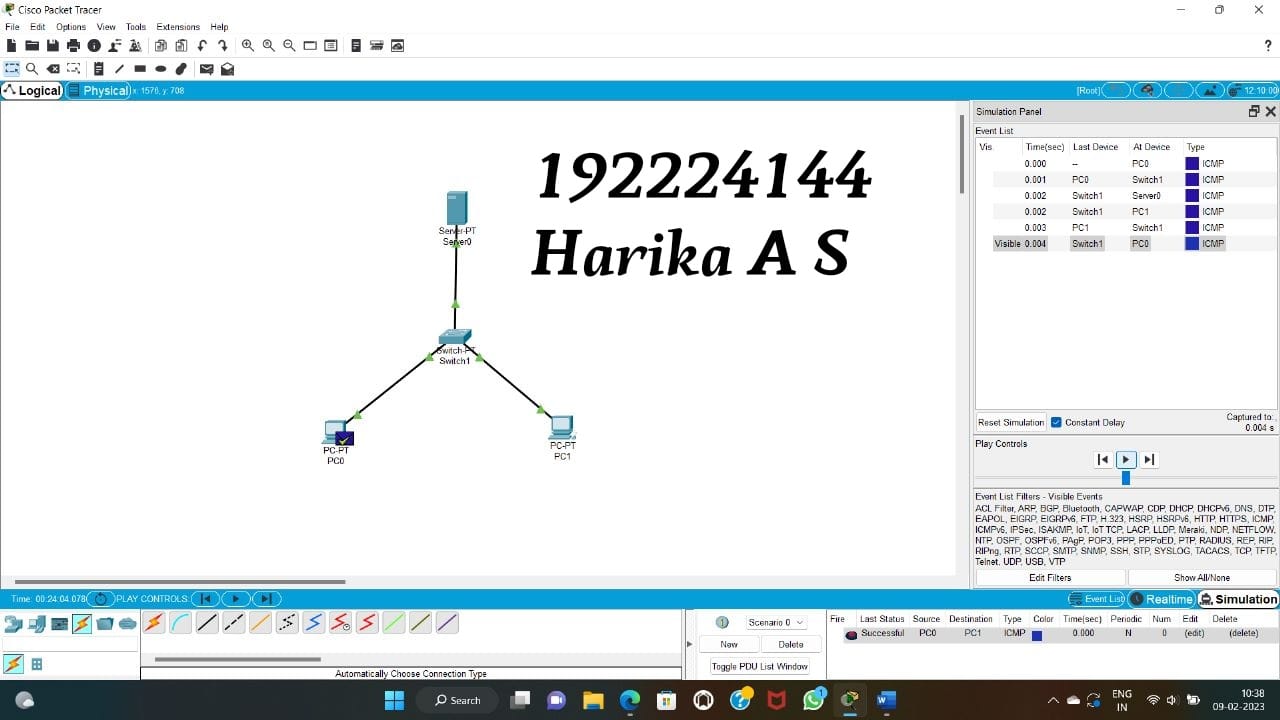 Cisco Packet Tracer
File Edit Options View Tools Extensions Help
?
Logical Physical x: 1576, y: 708 [Root] 12:10:00
Simulation Panel
Event List
Vis. Time(sec) Last Device At Device Type
0.000 -- PC0 ICMP
0.001 PC0 Switch1 ICMP
0.002 Switch1 Server0 ICMP
0.002 Switch1 PC1 ICMP
0.003 PC1 Switch1 ICMP
Visible 0.004 Switch1 PC0 ICMP
192224144
Harika A S
Server-PT
Server0
Switch-PT
Switch1
PC-PT
PC0
PC-PT
PC1
Reset Simulation Constant Delay Captured to:
0.004 s
Play Controls
Event List Filters - Visible Events
ACL Filter, ARP, BGP, Bluetooth, CAPWAP, CDP, DHCP, DHCPv6, DNS, DTP,
EAPOL, EIGRP, EIGRPv6, FTP, H.323, HSRP, HSRPv6, HTTP, HTTPS, ICMP,
ICMPv6, IPSec, ISAKMP, IoT, IoT TCP, LACP, LLDP, Meraki, NDP, NETFLOW,
NTP, OSPF, OSPFv6, PAgP, POP3, PPP, PPPoED, PTP, RADIUS, REP, RIP,
RIPng, RTP, SCCP, SMTP, SNMP, SSH, STP, SYSLOG, TACACS, TCP, TFTP,
Telnet, UDP, USB, VTP
Edit Filters Show All/None
Time: 00:24:04.078 PLAY CONTROLS: Event List Realtime Simulation
Scenario 0
New Delete
Toggle PDU List Window
Fire Last Status Source Destination Type Color Time(sec) Periodic Num Edit Delete
Successful PC0 PC1 ICMP 0.000 N 0 (edit) (delete)
Automatically Choose Connection Type
Search
1
ENG
IN
10:38
09-02-2023